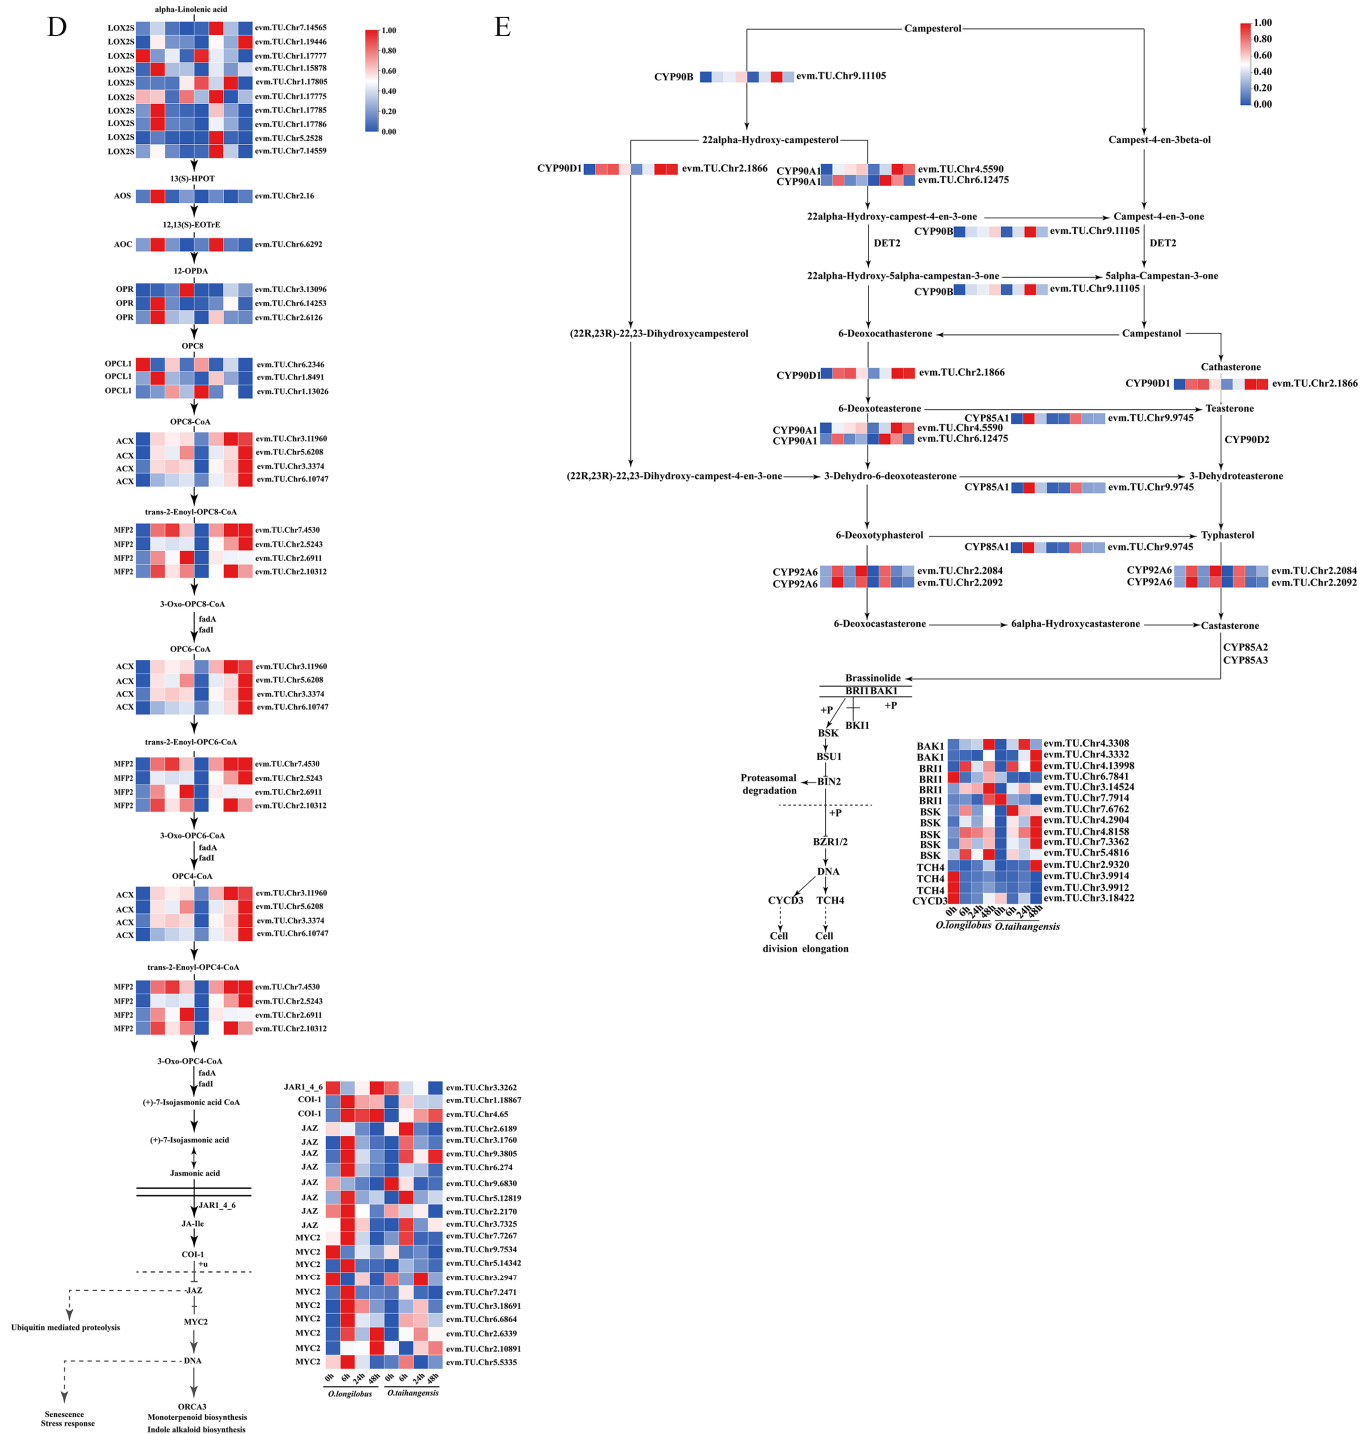 D
alpha-Linolenic acid
LOX2S evm.TU.Chr7.14565
LOX2S evm.TU.Chr1.19446
LOX2S evm.TU.Chr1.17777
LOX2S evm.TU.Chr1.15878
LOX2S evm.TU.Chr1.17805
LOX2S evm.TU.Chr1.17775
LOX2S evm.TU.Chr1.17785
LOX2S evm.TU.Chr1.17786
LOX2S evm.TU.Chr5.2528
LOX2S evm.TU.Chr7.14559
1.00
0.80
0.60
0.40
0.20
0.00
13(S)-HPOT
AOS evm.TU.Chr2.16
12,13(S)-EOTrE
AOC evm.TU.Chr6.6292
12-OPDA
OPR evm.TU.Chr3.13096
OPR evm.TU.Chr6.14253
OPR evm.TU.Chr2.6126
OPC8
OPCL1 evm.TU.Chr6.2346
OPCL1 evm.TU.Chr1.8491
OPCL1 evm.TU.Chr1.13026
OPC8-CoA
ACX evm.TU.Chr3.11960
ACX evm.TU.Chr5.6208
ACX evm.TU.Chr3.3374
ACX evm.TU.Chr6.10747
trans-2-Enoyl-OPC8-CoA
MFP2 evm.TU.Chr7.4530
MFP2 evm.TU.Chr2.5243
MFP2 evm.TU.Chr2.6911
MFP2 evm.TU.Chr2.10312
3-Oxo-OPC8-CoA
fadA
fadI
OPC6-CoA
ACX evm.TU.Chr3.11960
ACX evm.TU.Chr5.6208
ACX evm.TU.Chr3.3374
ACX evm.TU.Chr6.10747
trans-2-Enoyl-OPC6-CoA
MFP2 evm.TU.Chr7.4530
MFP2 evm.TU.Chr2.5243
MFP2 evm.TU.Chr2.6911
MFP2 evm.TU.Chr2.10312
3-Oxo-OPC6-CoA
fadA
fadI
OPC4-CoA
ACX evm.TU.Chr3.11960
ACX evm.TU.Chr5.6208
ACX evm.TU.Chr3.3374
ACX evm.TU.Chr6.10747
trans-2-Enoyl-OPC4-CoA
MFP2 evm.TU.Chr7.4530
MFP2 evm.TU.Chr2.5243
MFP2 evm.TU.Chr2.6911
MFP2 evm.TU.Chr2.10312
3-Oxo-OPC4-CoA
fadA
fadI
(+)-7-Isojasmonic acid CoA
(+)-7-Isojasmonic acid
Jasmonic acid
JAR1_4_6
JA-Ile
COI-1
+u
JAZ
Ubiquitin mediated proteolysis
MYC2
DNA
Senescence
Stress response
ORCA3
Monoterpenoid biosynthesis
Indole alkaloid biosynthesis
JAR1_4_6 evm.TU.Chr3.3262
COI-1 evm.TU.Chr1.18867
COI-1 evm.TU.Chr4.65
JAZ evm.TU.Chr2.6189
JAZ evm.TU.Chr3.1760
JAZ evm.TU.Chr9.3805
JAZ evm.TU.Chr6.274
JAZ evm.TU.Chr9.6830
JAZ evm.TU.Chr5.12819
JAZ evm.TU.Chr2.2170
JAZ evm.TU.Chr3.7325
MYC2 evm.TU.Chr7.7267
MYC2 evm.TU.Chr9.7534
MYC2 evm.TU.Chr5.14342
MYC2 evm.TU.Chr3.2947
MYC2 evm.TU.Chr7.2471
MYC2 evm.TU.Chr3.18691
MYC2 evm.TU.Chr6.6864
MYC2 evm.TU.Chr2.6339
MYC2 evm.TU.Chr2.10891
MYC2 evm.TU.Chr5.5335
0h 6h 24h 48h 0h 6h 24h 48h
O.longilobus O.taihangensis
E
Campesterol
1.00
0.80
0.60
0.40
0.20
0.00
CYP90B evm.TU.Chr9.11105
22alpha-Hydroxy-campesterol Campest-4-en-3beta-ol
CYP90D1 evm.TU.Chr2.1866
CYP90A1 evm.TU.Chr4.5590
CYP90A1 evm.TU.Chr6.12475
22alpha-Hydroxy-campest-4-en-3-one Campest-4-en-3-one
CYP90B evm.TU.Chr9.11105
DET2 DET2
22alpha-Hydroxy-5alpha-campestan-3-one 5alpha-Campestan-3-one
CYP90B evm.TU.Chr9.11105
(22R,23R)-22,23-Dihydroxycampesterol 6-Deoxocathasterone Campestanol
Cathasterone
CYP90D1 evm.TU.Chr2.1866
CYP90D1 evm.TU.Chr2.1866
6-Deoxoteasterone Teasterone
CYP85A1 evm.TU.Chr9.9745
CYP90A1 evm.TU.Chr4.5590
CYP90A1 evm.TU.Chr6.12475
CYP90D2
(22R,23R)-22,23-Dihydroxy-campest-4-en-3-one 3-Dehydro-6-deoxoteasterone 3-Dehydroteasterone
CYP85A1 evm.TU.Chr9.9745
6-Deoxotyphasterol Typhasterol
CYP85A1 evm.TU.Chr9.9745
CYP92A6 evm.TU.Chr2.2084
CYP92A6 evm.TU.Chr2.2092
CYP92A6 evm.TU.Chr2.2084
CYP92A6 evm.TU.Chr2.2092
6-Deoxocastasterone 6alpha-Hydroxycastasterone Castasterone
CYP85A2
CYP85A3
Brassinolide
BRI1 BAK1
+P +P
BKI1
BSK
BSU1
Proteasomal
degradation
BIN2
+P
BZR1/2
DNA
CYCD3 TCH4
Cell
division
Cell
elongation
BAK1 evm.TU.Chr4.3308
BAK1 evm.TU.Chr4.3332
BRI1 evm.TU.Chr4.13998
BRI1 evm.TU.Chr6.7841
BRI1 evm.TU.Chr3.14524
BRI1 evm.TU.Chr7.7914
BSK evm.TU.Chr7.6762
BSK evm.TU.Chr4.2904
BSK evm.TU.Chr4.8158
BSK evm.TU.Chr7.3362
BSK evm.TU.Chr5.4816
TCH4 evm.TU.Chr2.9320
TCH4 evm.TU.Chr3.9914
TCH4 evm.TU.Chr3.9912
CYCD3 evm.TU.Chr3.18422
0h 6h 24h 48h 0h 6h 24h 48h
O.longilobus O.taihangensis